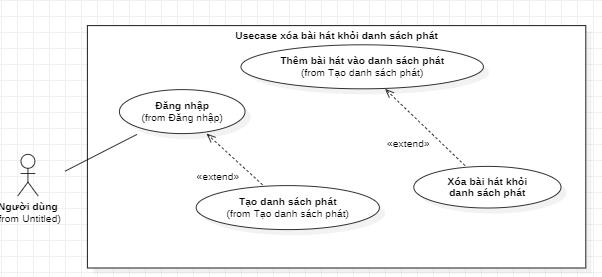 Usecase xóa bài hát khỏi danh sách phát
Thêm bài hát vào danh sách phát
(from Tạo danh sách phát)
Đăng nhập
(from Đăng nhập)
«extend»
«extend»
Xóa bài hát khỏi
danh sách phát
Tạo danh sách phát
(from Tạo danh sách phát)
Người dùng
from Untitled)